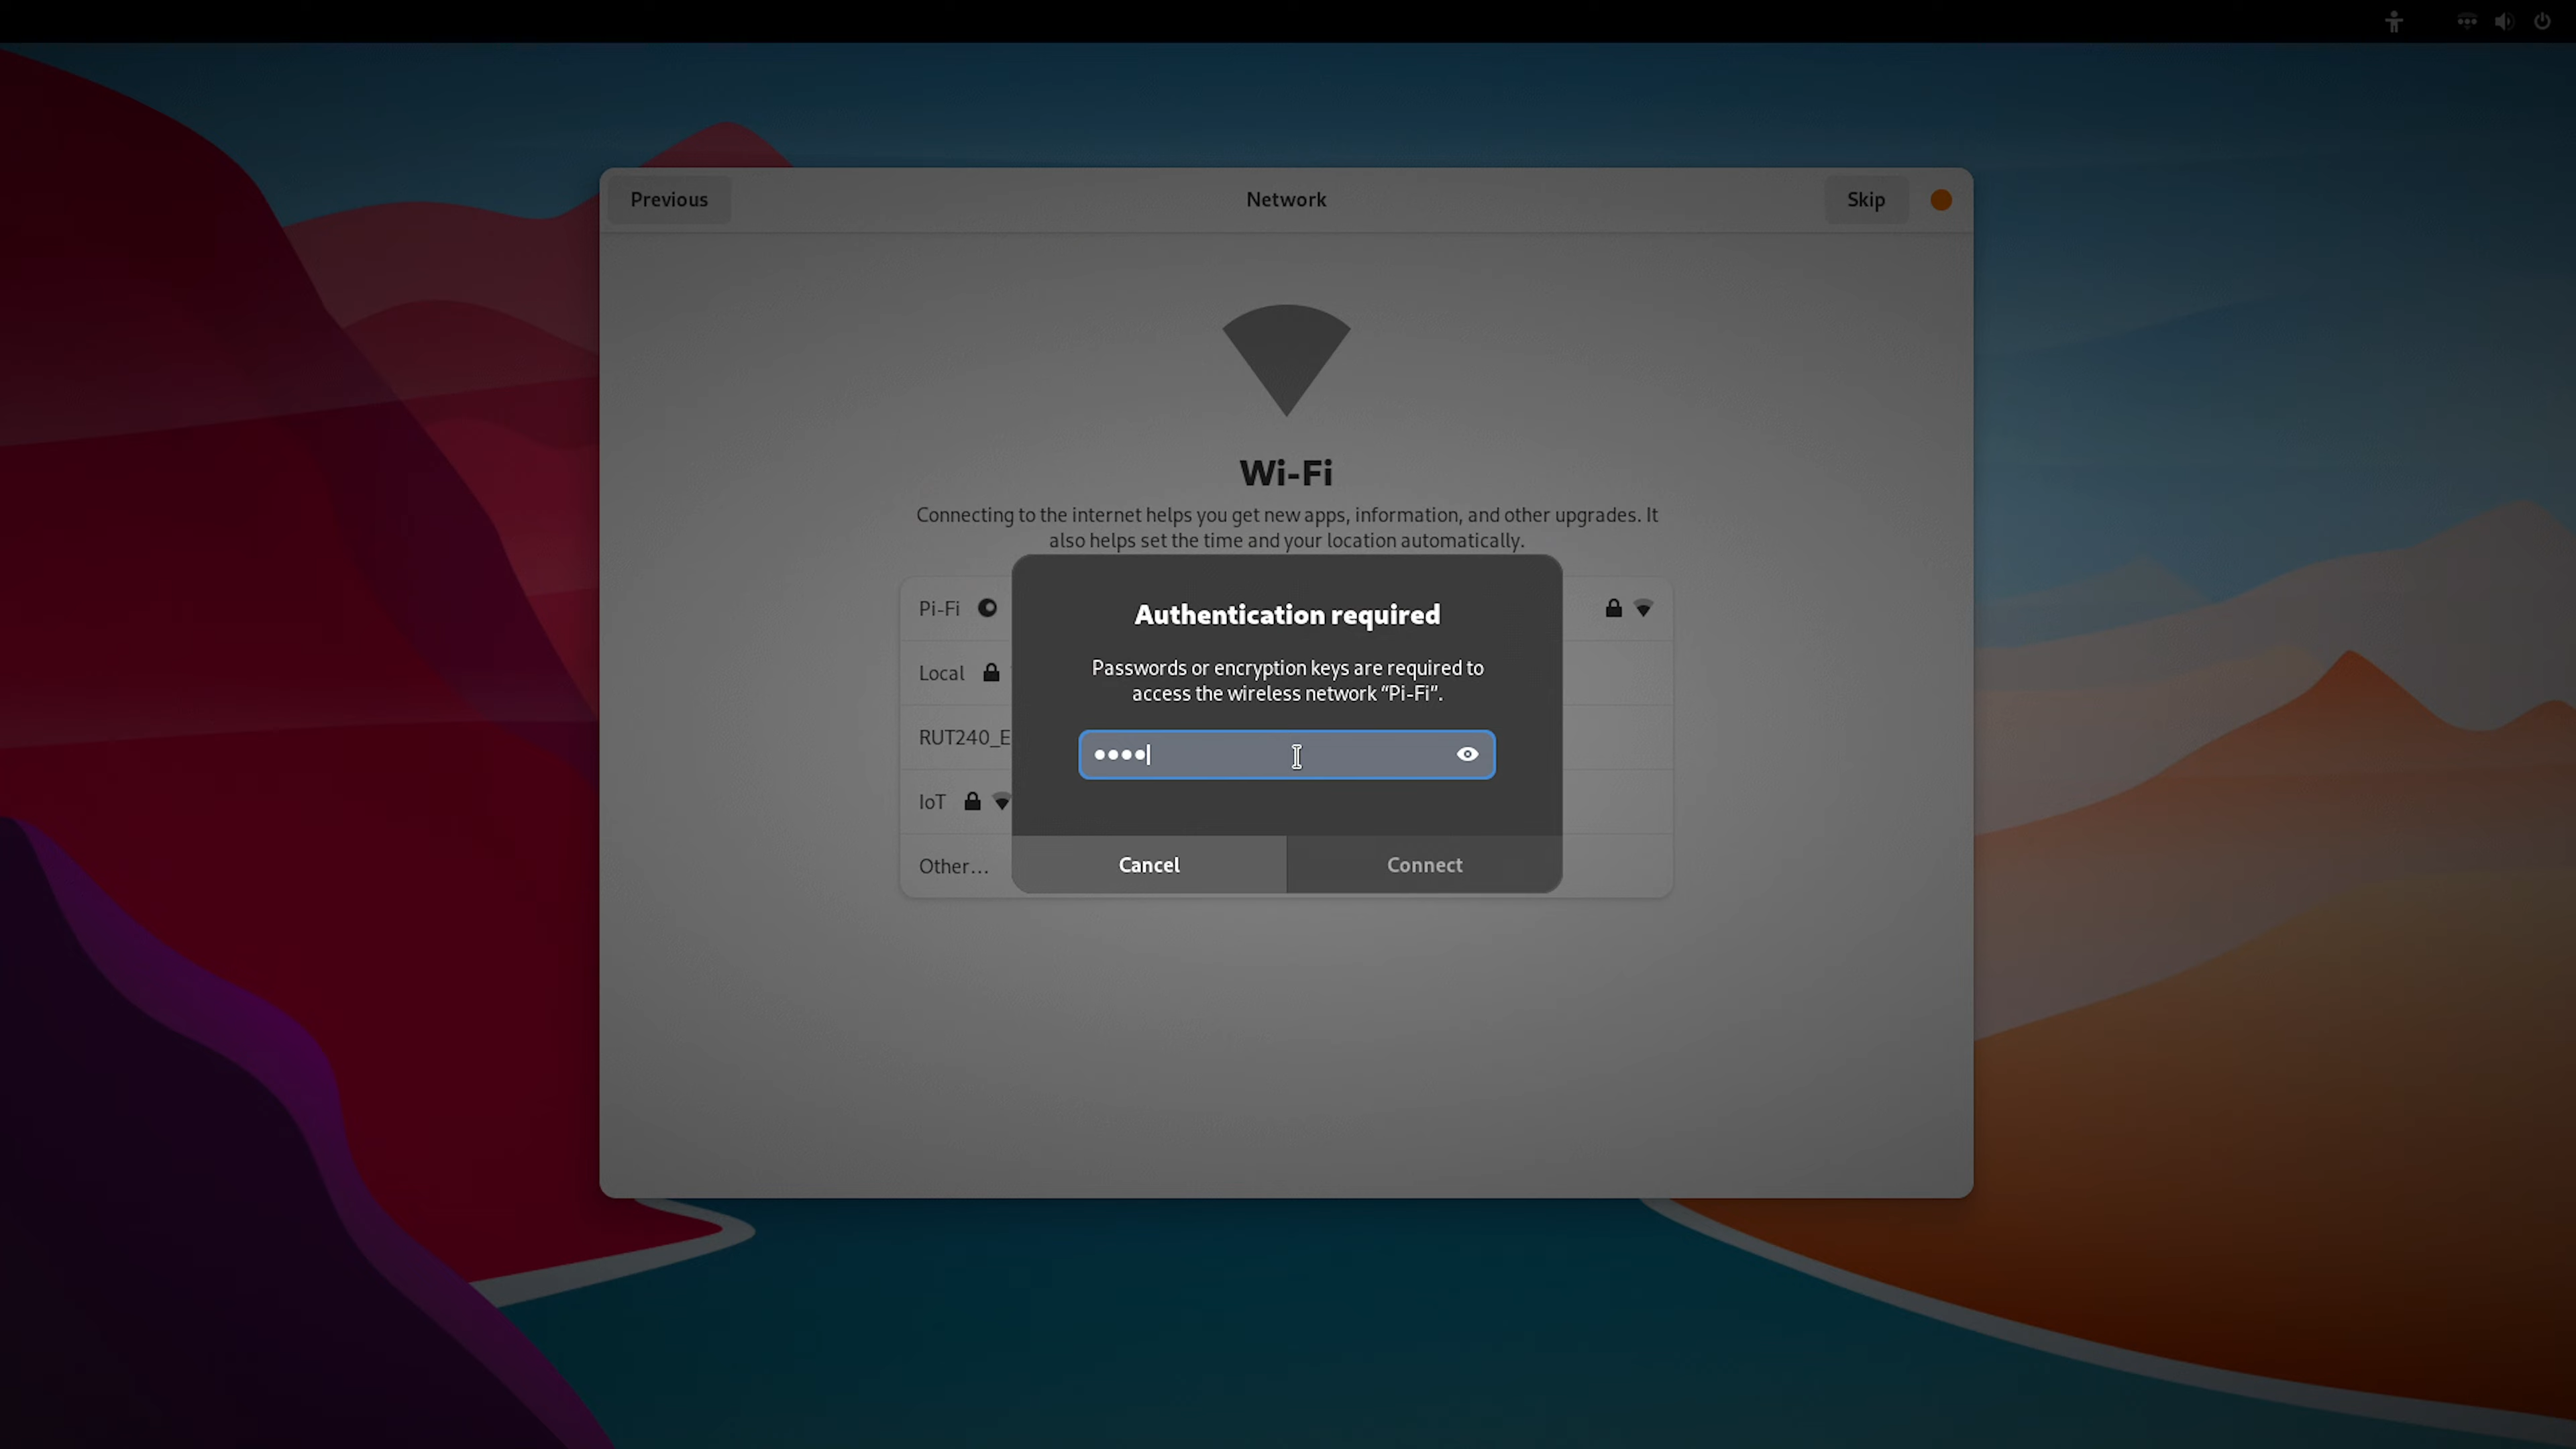 Previous
Network
Skip
Wi-Fi
Connecting to the internet helps you get new apps, information, and other upgrades. It
also helps set the time and your location automatically.
Pi-Fi
Local
RUT240_E
IoT
Other...
Authentication required
Passwords or encryption keys are required to
access the wireless network “Pi-Fi”.
••••
Cancel
Connect